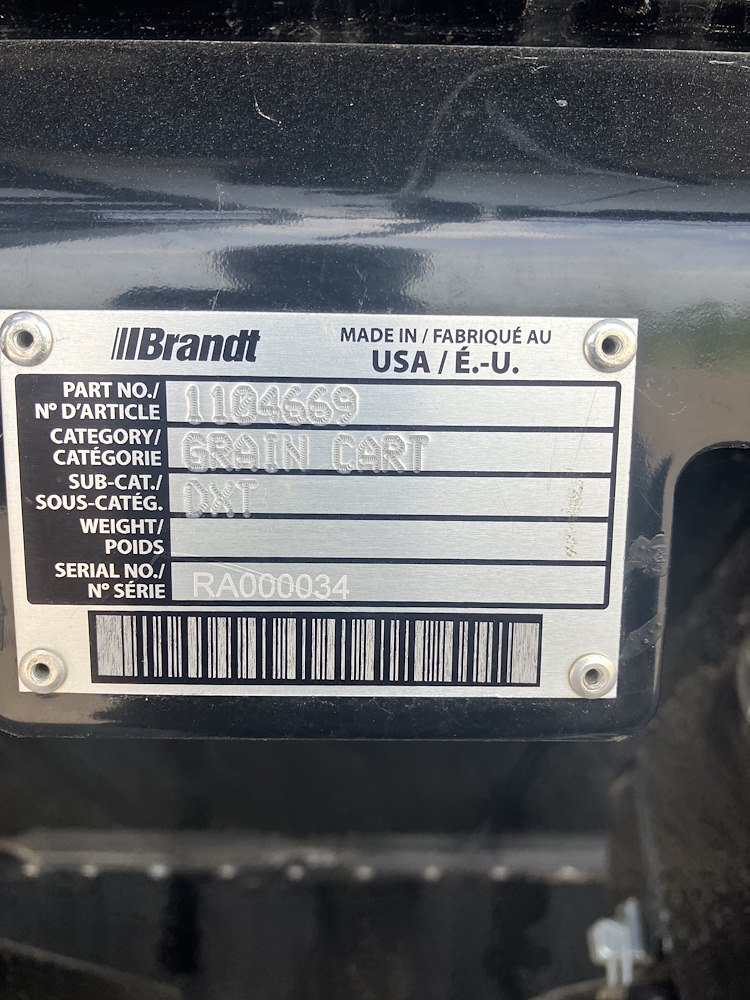 Brandt
MADE IN / FABRIQUÉ AU
USA / É.-U.
PART NO./
N° D'ARTICLE
1104669
CATEGORY/
CATÉGORIE
GRAIN CART
SUB-CAT./
SOUS-CATÉG.
DXT
WEIGHT/
POIDS
SERIAL NO./
N° SÉRIE
RA000034